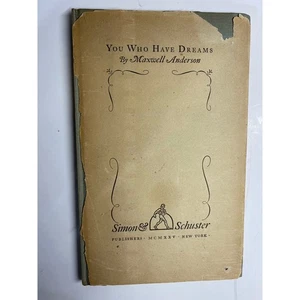 You Who Have Dreams
By Maxwell Anderson
Simon & Schuster
PUBLISHERS · MCMXXV · NEW YORK